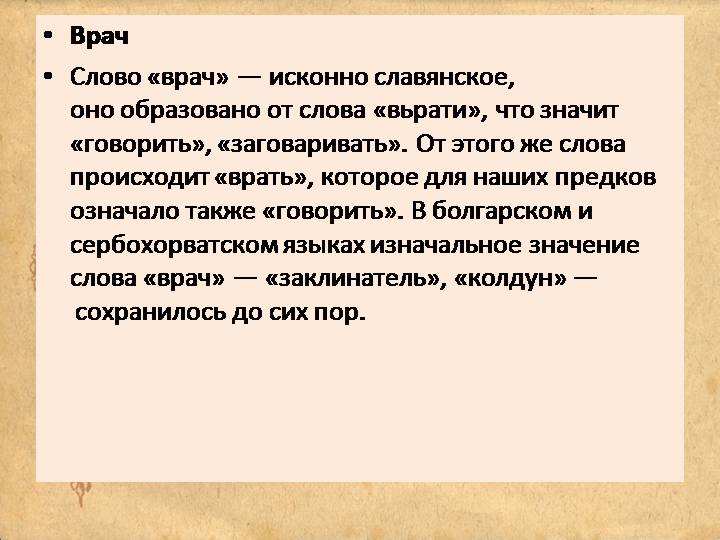 • Врач
• Слово «врач» — исконно славянское,
оно образовано от слова «вьрати», что значит
«говорить», «заговаривать». От этого же слова
происходит «врать», которое для наших предков
означало также «говорить». В болгарском и
сербохорватском языках изначальное значение
слова «врач» — «заклинатель», «колдун» —
сохранилось до сих пор.